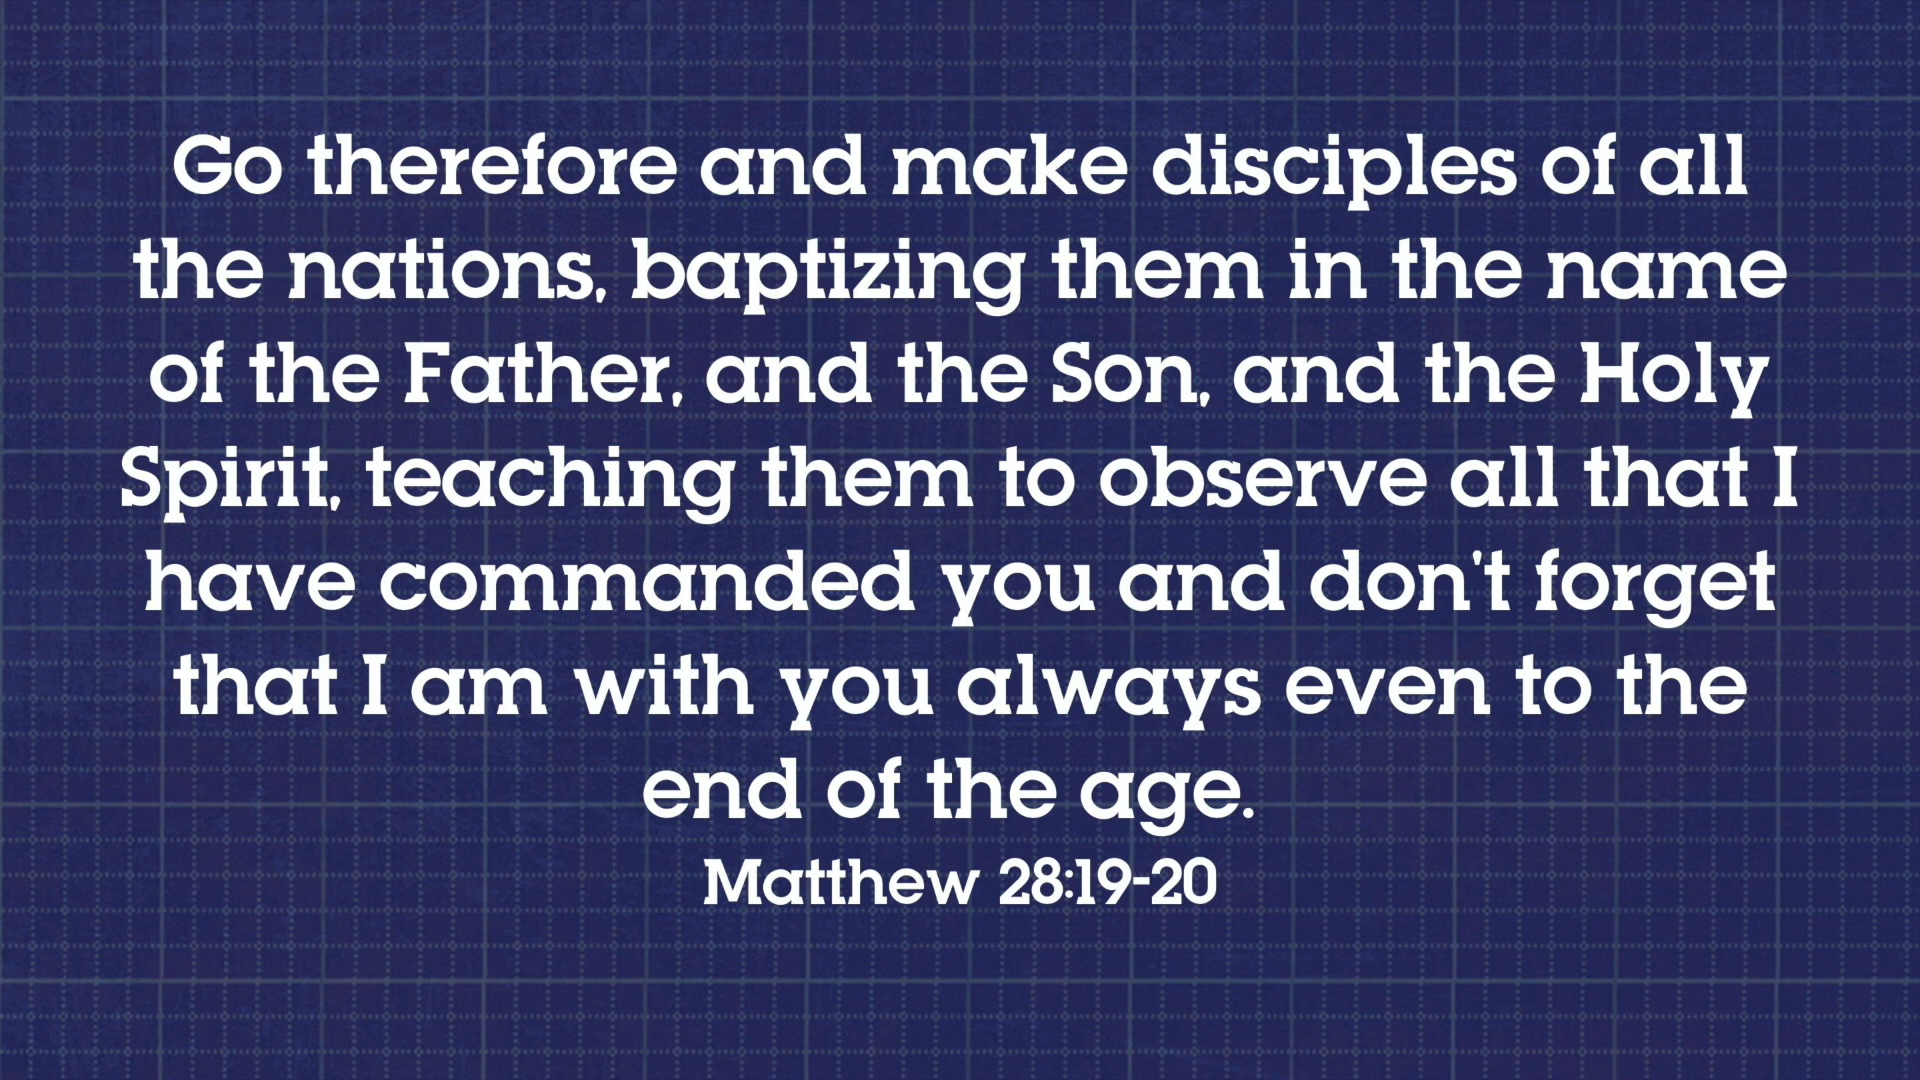 Go therefore and make disciples of all
the nations, baptizing them in the name
of the Father, and the Son, and the Holy
Spirit, teaching them to observe all that I
have commanded you and don't forget
that I am with you always even to the
end of the age.
Matthew 28:19-20